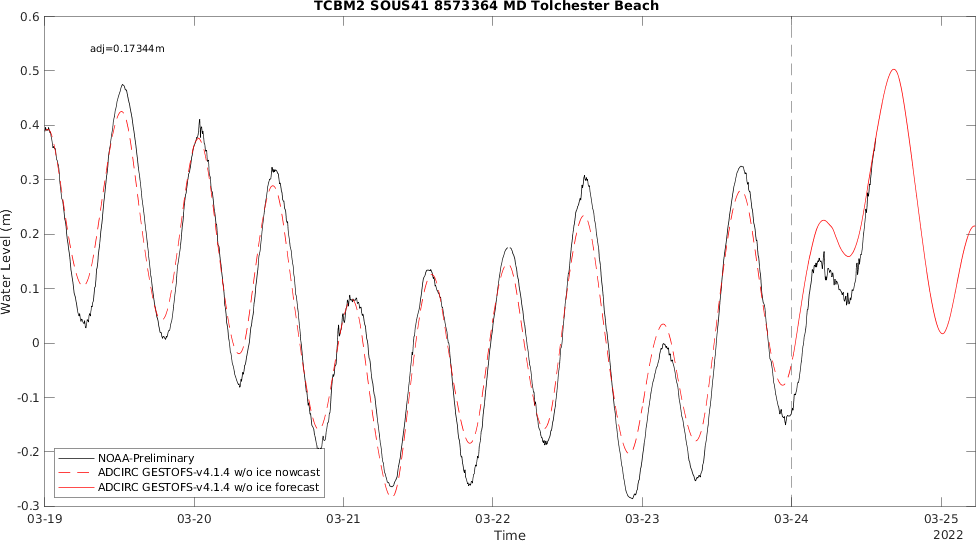 TCBM2 SOUS41 8573364 MD Tolchester Beach
adj=0.17344m
Water Level (m)
0.6
0.5
0.4
0.3
0.2
0.1
0
-0.1
-0.2
-0.3
NOAA-Preliminary
ADCIRC GESTOFS-v4.1.4 w/o ice nowcast
ADCIRC GESTOFS-v4.1.4 w/o ice forecast
03-19 03-20 03-21 03-22 03-23 03-24 03-25
Time
2022